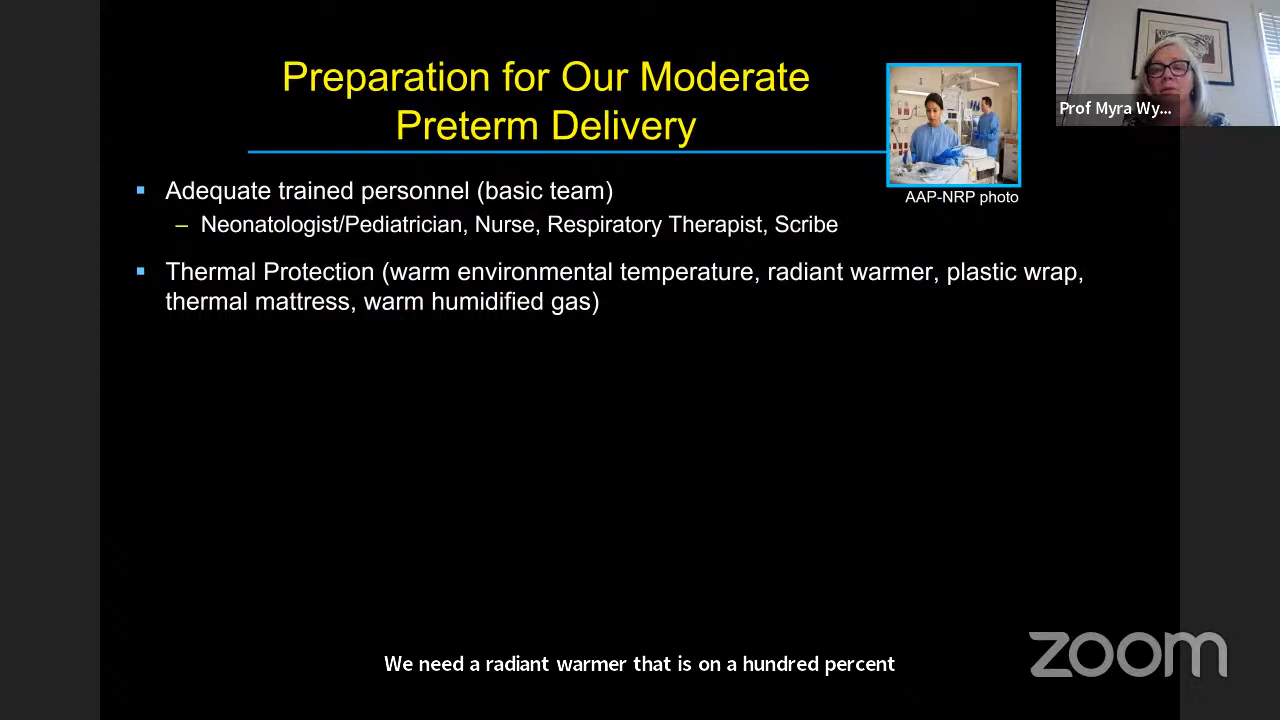 Preparation for Our Moderate
Preterm Delivery
Prof Myra Wy...
AAP-NRP photo
▪ Adequate trained personnel (basic team)
– Neonatologist/Pediatrician, Nurse, Respiratory Therapist, Scribe
▪ Thermal Protection (warm environmental temperature, radiant warmer, plastic wrap,
thermal mattress, warm humidified gas)
We need a radiant warmer that is on a hundred percent
zoom